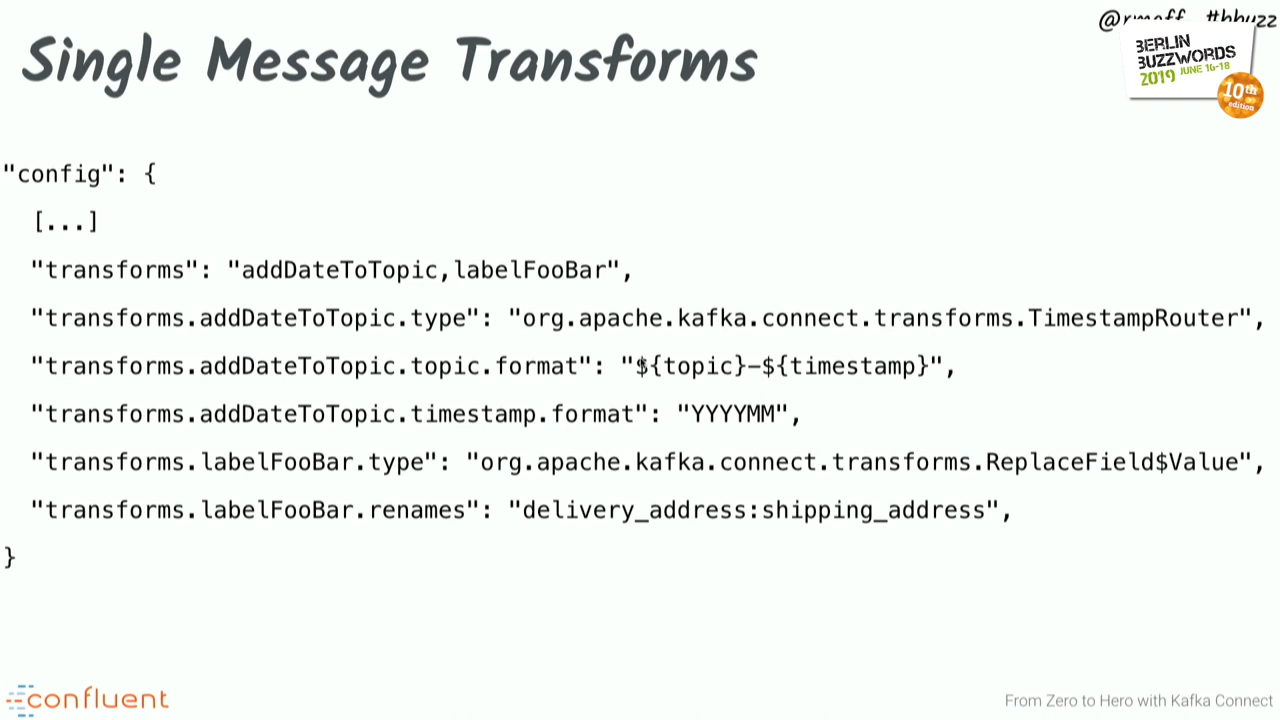 @rmoff #bbuzz
Single Message Transforms
BERLIN
BUZZWORDS
2019 JUNE 16-18
10th
edition
"config": {
[...]
"transforms": "addDateToTopic,labelFooBar",
"transforms.addDateToTopic.type": "org.apache.kafka.connect.transforms.TimestampRouter",
"transforms.addDateToTopic.topic.format": "${topic}-${timestamp}",
"transforms.addDateToTopic.timestamp.format": "YYYYMM",
"transforms.labelFooBar.type": "org.apache.kafka.connect.transforms.ReplaceField$Value",
"transforms.labelFooBar.renames": "delivery_address:shipping_address",
}
confluent
From Zero to Hero with Kafka Connect